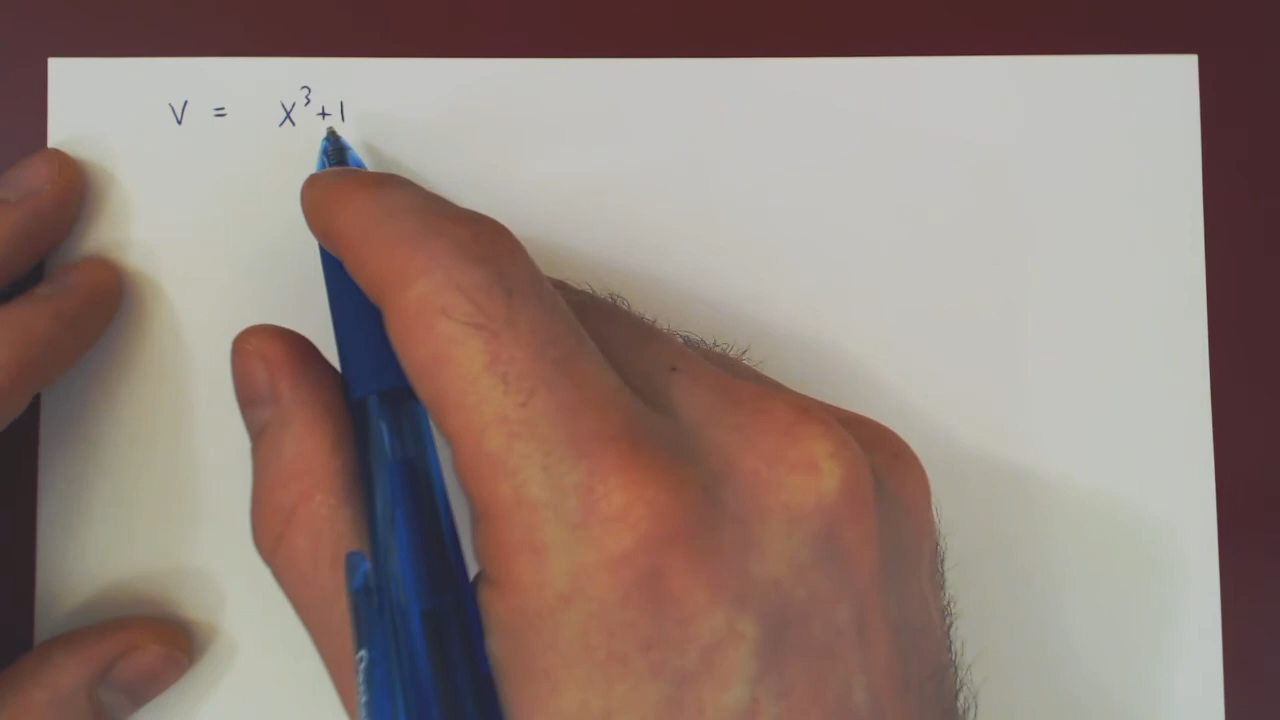 V = X³+1